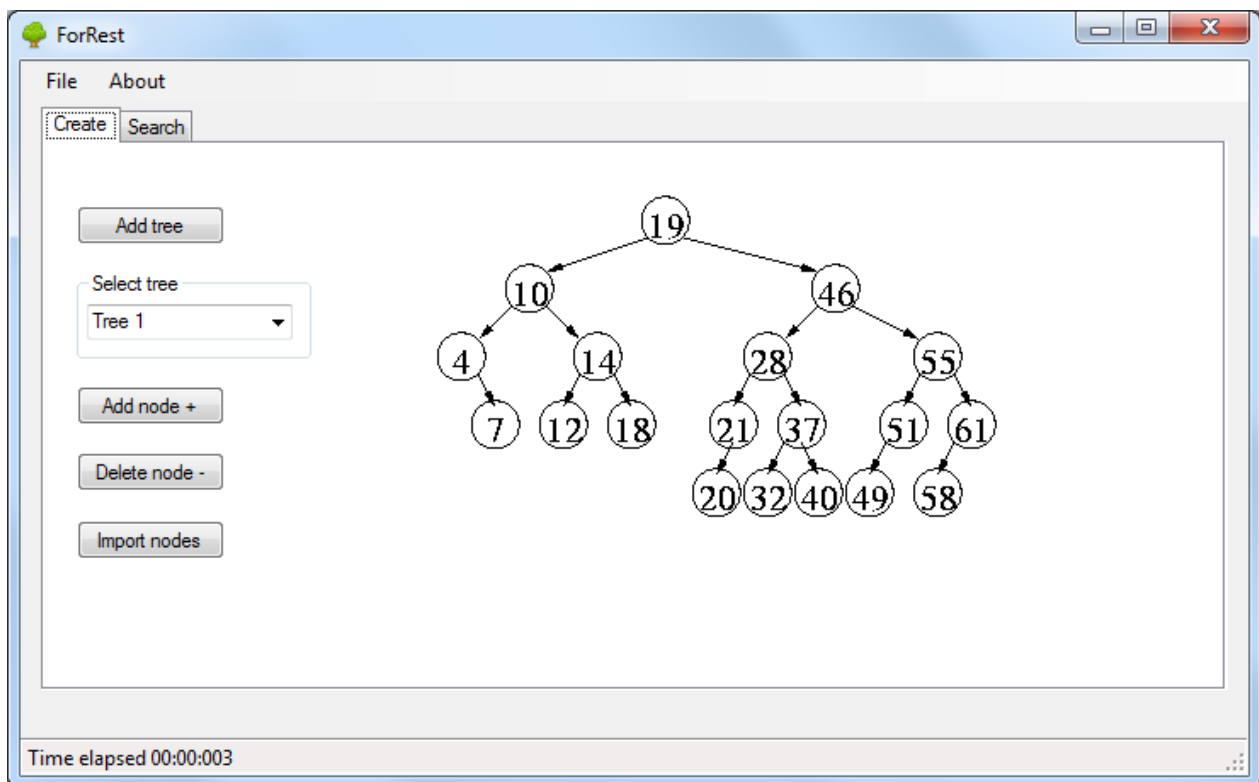 ForRest
File About
Create Search
Add tree
Select tree
Tree 1
Add node +
Delete node -
Import nodes
19
10 46
4 14 28 55
7 12 18 21 37 51 61
20 32 40 49 58
Time elapsed 00:00:003